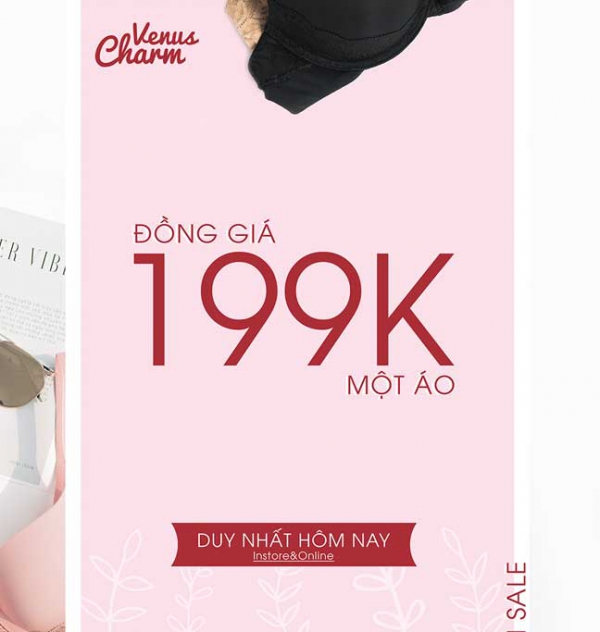 Venus
Charm
ĐỒNG GIÁ
199K
MỘT ÁO
DUY NHẤT HÔM NAY
Instore&Online
SALE